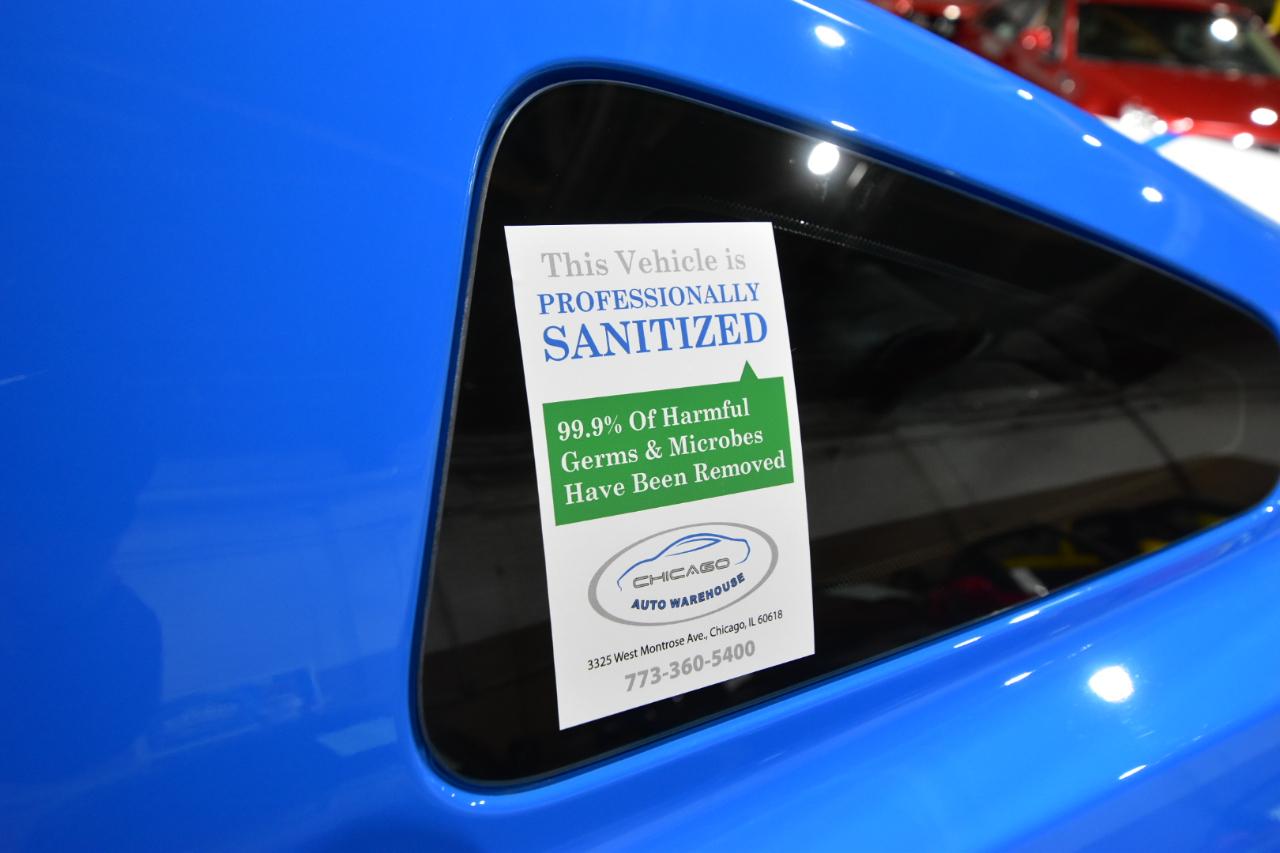 This Vehicle is
PROFESSIONALLY
SANITIZED
99.9% Of Harmful
Germs & Microbes
Have Been Removed
CHICAGO
AUTO WAREHOUSE
3325 West Montrose Ave., Chicago, IL 60618
773-360-5400